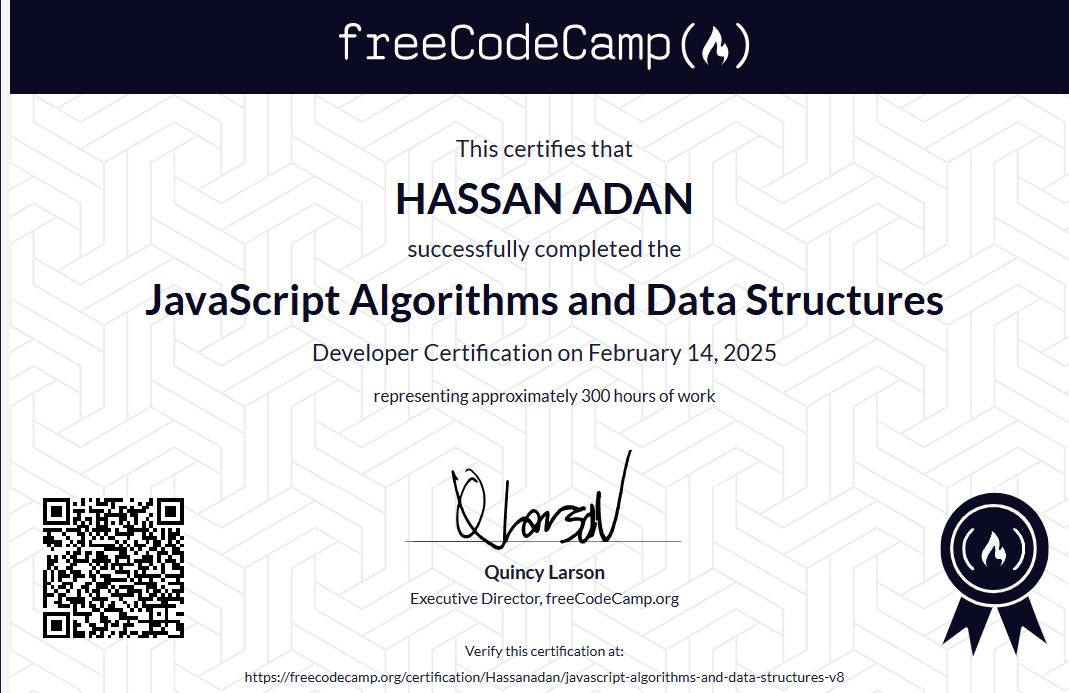 freeCodeCamp
This certifies that
HASSAN ADAN
successfully completed the
JavaScript Algorithms and Data Structures
Developer Certification on February 14, 2025
representing approximately 300 hours of work
Q Larson
Quincy Larson
Executive Director, freeCodeCamp.org
Verify this certification at:
https://freecodecamp.org/certification/Hassanadan/javascript-algorithms-and-data-structures-v8